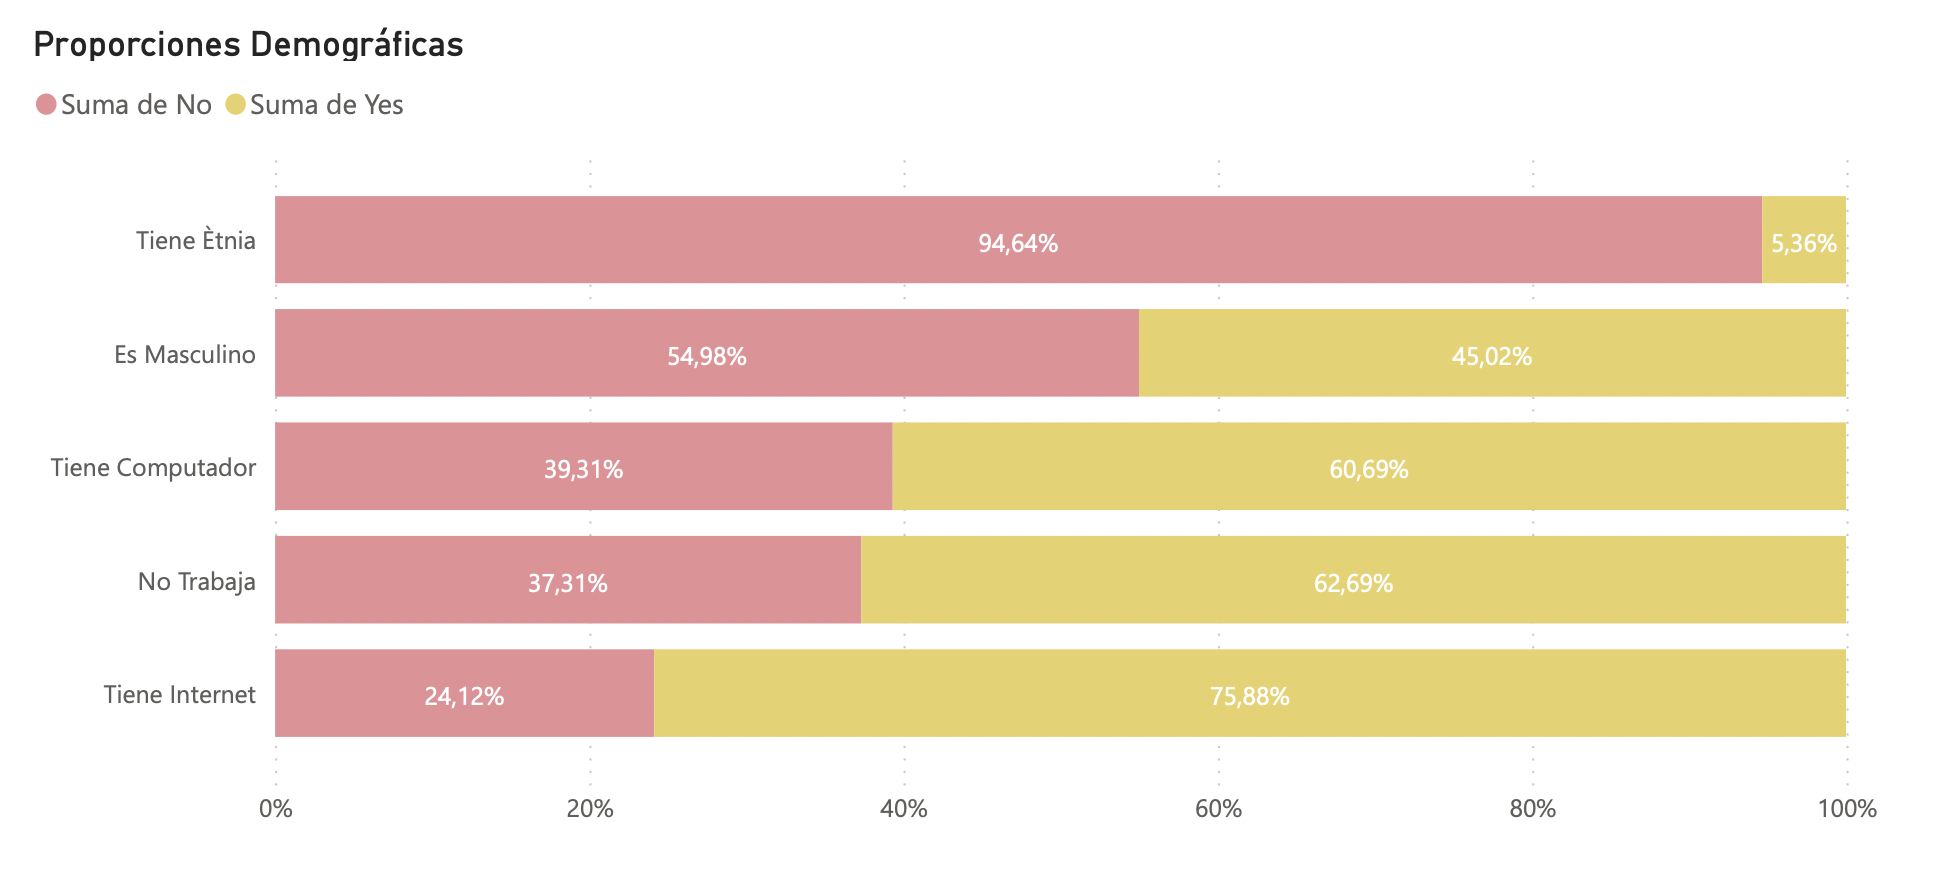 Proporciones Demográficas
Suma de No Suma de Yes
Tiene Ètnia 94,64% 5,36%
Es Masculino 54,98% 45,02%
Tiene Computador 39,31% 60,69%
No Trabaja 37,31% 62,69%
Tiene Internet 24,12% 75,88%
0% 20% 40% 60% 80% 100%